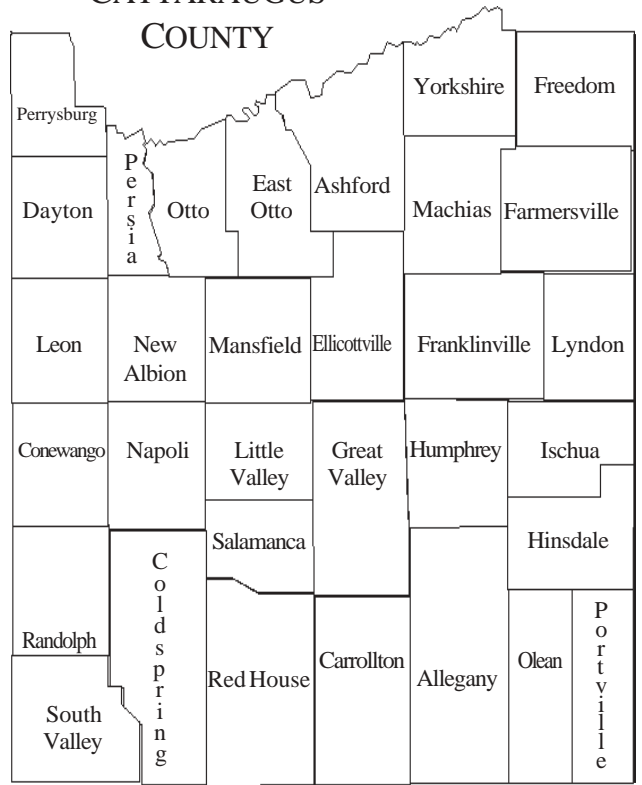 CATTARAUGUS
COUNTY
Yorkshire
Freedom
Perrysburg
Persia
Otto
East
Otto
Ashford
Dayton
Machias
Farmersville
Leon
New
Albion
Mansfield
Ellicottville
Franklinville
Lyndon
Conewango
Napoli
Little
Valley
Great
Valley
Humphrey
Ischua
Salamanca
Hinsdale
Coldspring
Randolph
Red House
Carrollton
Allegany
Olean
Portville
South
Valley